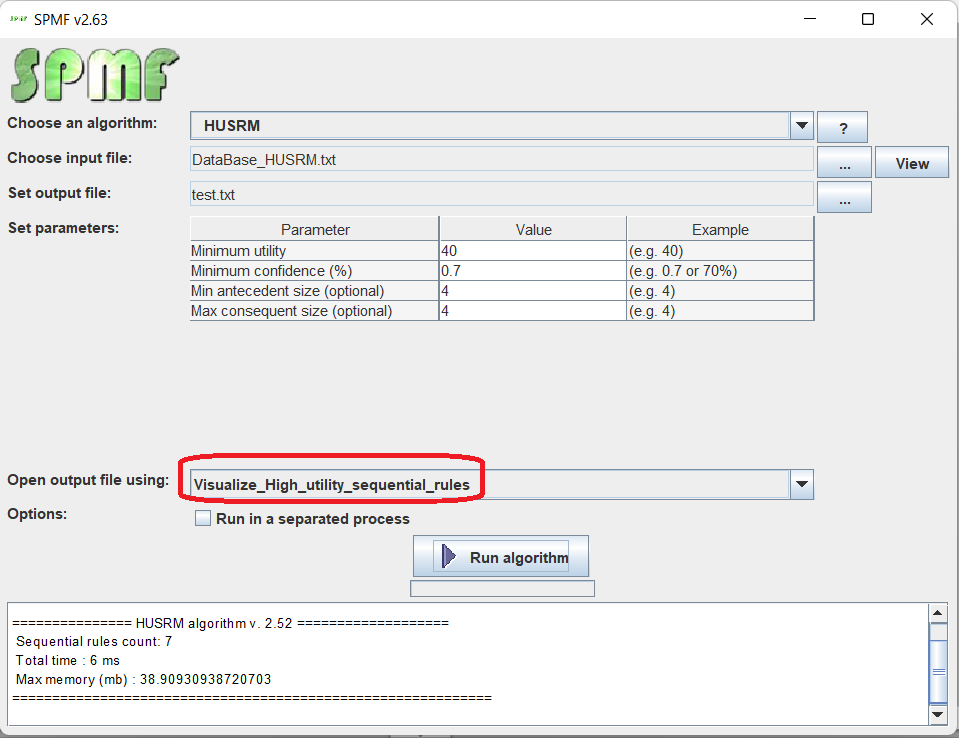 SPMF SPMF v2.63
SPMF
Choose an algorithm: HUSRM ?
Choose input file: DataBase_HUSRM.txt ... View
Set output file: test.txt ...
Set parameters: Parameter Value Example
Minimum utility 40 (e.g. 40)
Minimum confidence (%) 0.7 (e.g. 0.7 or 70%)
Min antecedent size (optional) 4 (e.g. 4)
Max consequent size (optional) 4 (e.g. 4)
Open output file using: Visualize_High_utility_sequential_rules
Options: Run in a separated process
Run algorithm
=============== HUSRM algorithm v. 2.52 ===================
Sequential rules count: 7
Total time : 6 ms
Max memory (mb) : 38.90930938720703
============================================================